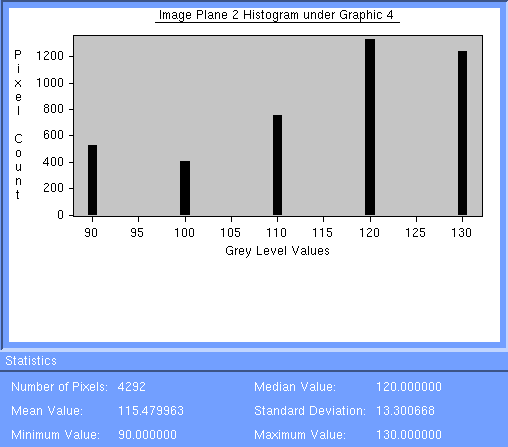 Image Plane 2 Histogram under Graphic 4
Pixel Count
1200
1000
800
600
400
200
0
90 95 100 105 110 115 120 125 130
Grey Level Values
Statistics
Number of Pixels: 4292 Median Value: 120.000000
Mean Value: 115.479963 Standard Deviation: 13.300668
Minimum Value: 90.000000 Maximum Value: 130.000000